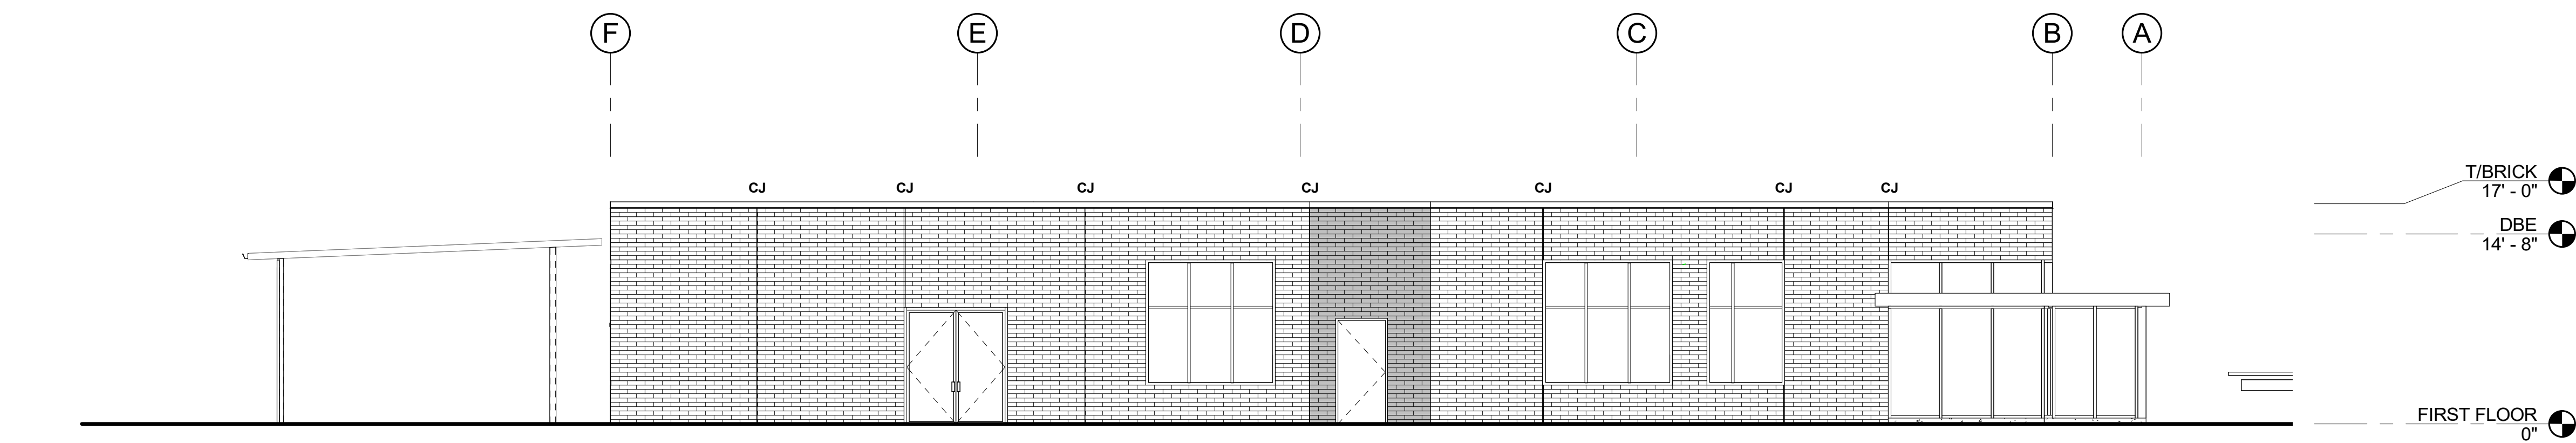 F
E
D
C
B
A
CJ
CJ
CJ
CJ
CJ
CJ
CJ
T/BRICK
17' - 0"
DBE
14' - 8"
FIRST FLOOR
0"